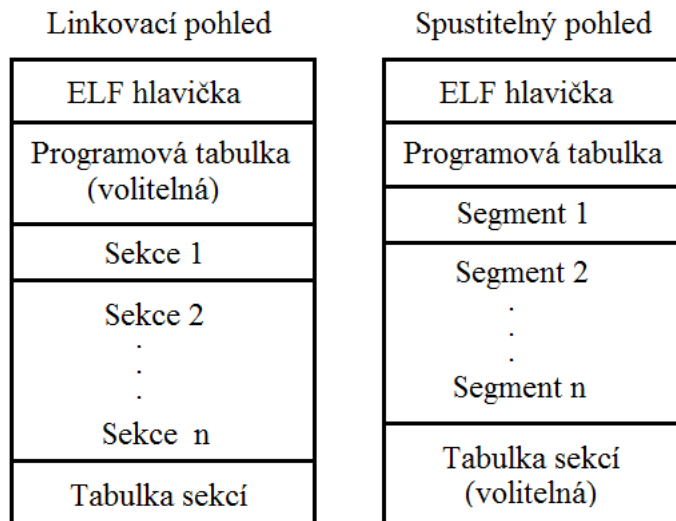 Linkovací pohled
ELF hlavička
Programová tabulka
(volitelná)
Sekce 1
Sekce 2
.
.
.
Sekce n
Tabulka sekcí
Spustitelný pohled
ELF hlavička
Programová tabulka
Segment 1
Segment 2
.
.
.
Segment n
Tabulka sekcí
(volitelná)